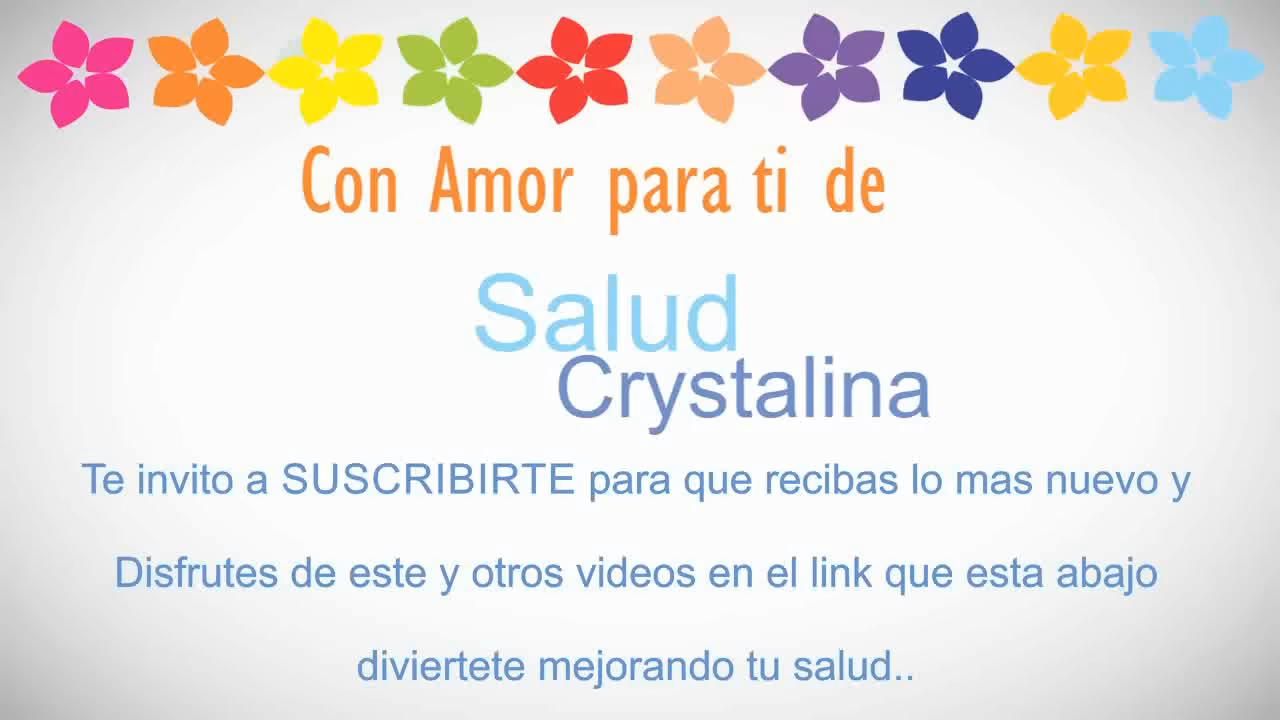 Con Amor para ti de
Salud
Crystalina
Te invito a SUSCRIBIRTE para que recibas lo mas nuevo y
Disfrutes de este y otros videos en el link que esta abajo
diviertete mejorando tu salud..